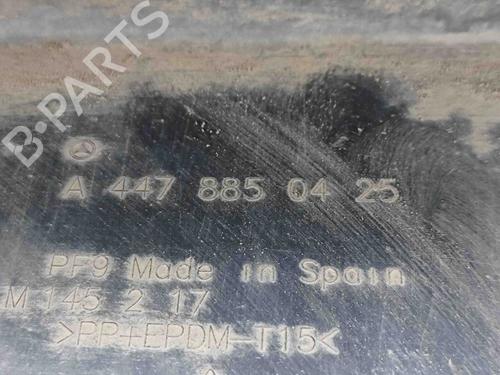 B-PARTS
A 447 885 04 25
PF9 Made in Spain
M 145 2 17
>PP+EPDM-T15<